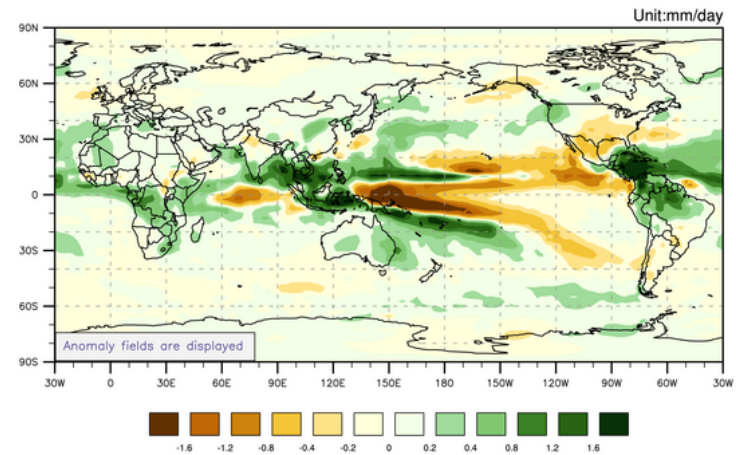 Unit:mm/day
90N
60N
30N
0
30S
60S
90S
Anomaly fields are displayed
30W 0 30E 60E 90E 120E 150E 180 150W 120W 90W 60W 30W
-1.6 -1.2 -0.8 -0.4 -0.2 0 0.2 0.4 0.8 1.2 1.6